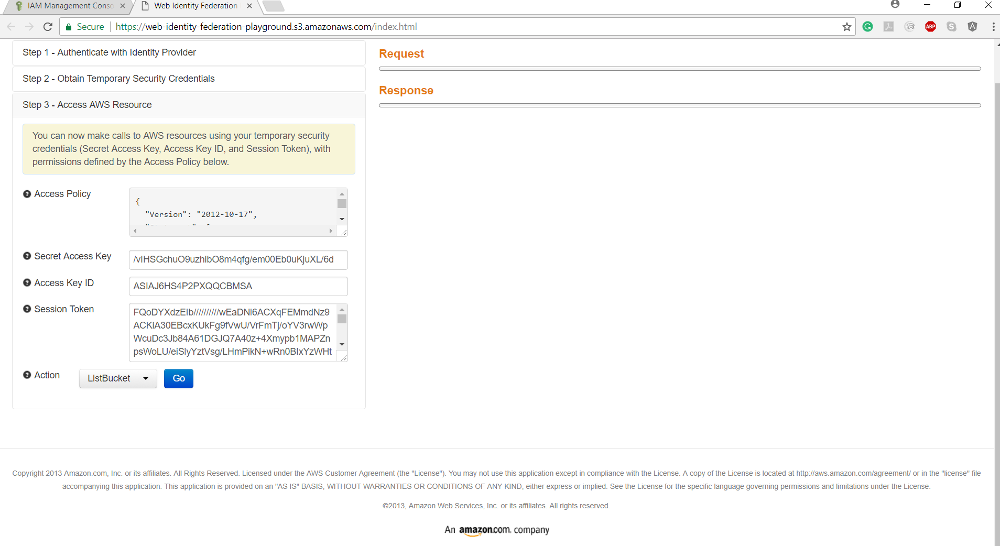 IAM Management Conso
Web Identity Federation
Secure
https://web-identity-federation-playground.s3.amazonaws.com/index.html
Step 1 - Authenticate with Identity Provider
Step 2 - Obtain Temporary Security Credentials
Step 3 - Access AWS Resource
You can now make calls to AWS resources using your temporary security
credentials (Secret Access Key, Access Key ID, and Session Token), with
permissions defined by the Access Policy below.
Access Policy
{
"Version": "2012-10-17",
Secret Access Key
/vIHSGchuO9uzhibO8m4qfg/em00Eb0uKjuXL/6d
Access Key ID
ASIAJ6HS4P2PXQQCBMSA
Session Token
FQoDYXdzEIb//////////wEaDNl6ACXqFEMmdNz9
ACKiA30EBcxKUkFg9fVwU/VrFmTj/oYV3rwWp
WcuDc3Jb84A61DGJQ7A40z+4Xmypb1MAPZn
psWoLU/eiSlyYztVsg/LHmPikN+wRn0BIxYzWHt
Action
ListBucket
Go
Request
Response
ABP
Copyright 2013 Amazon.com, Inc. or its affiliates. All Rights Reserved. Licensed under the AWS Customer Agreement (the "License"). You may not use this application except in compliance with the License. A copy of the License is located at http://aws.amazon.com/agreement/ or in the "license" file
accompanying this application. This application is provided on an "AS IS" BASIS, WITHOUT WARRANTIES OR CONDITIONS OF ANY KIND, either express or implied. See the License for the specific language governing permissions and limitations under the License.
©2013, Amazon Web Services, Inc. or its affiliates. All rights reserved.
An amazon.com. company